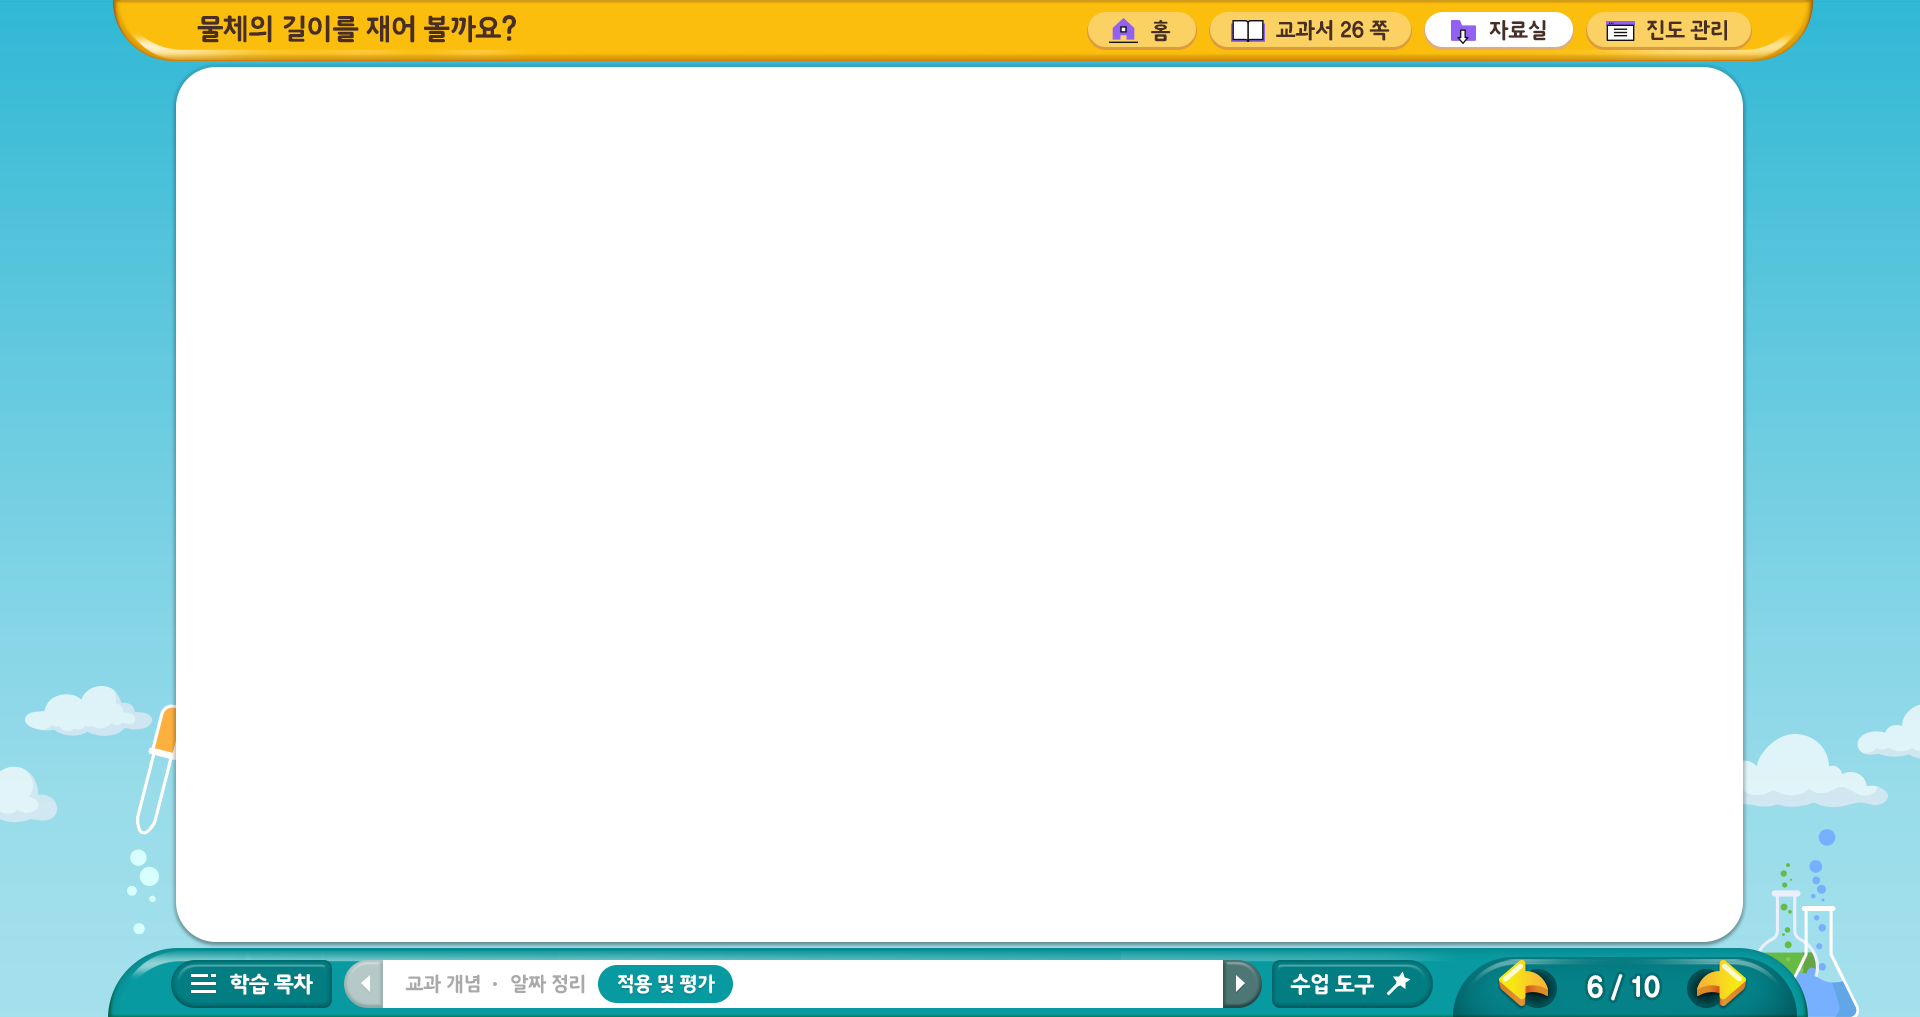 물체의 길이를 재어 볼까요?
홈
교과서 26 쪽
자료실
진도 관리
학습 목차
교과 개념 · 알짜 정리
적용 및 평가
수업 도구
6 / 10